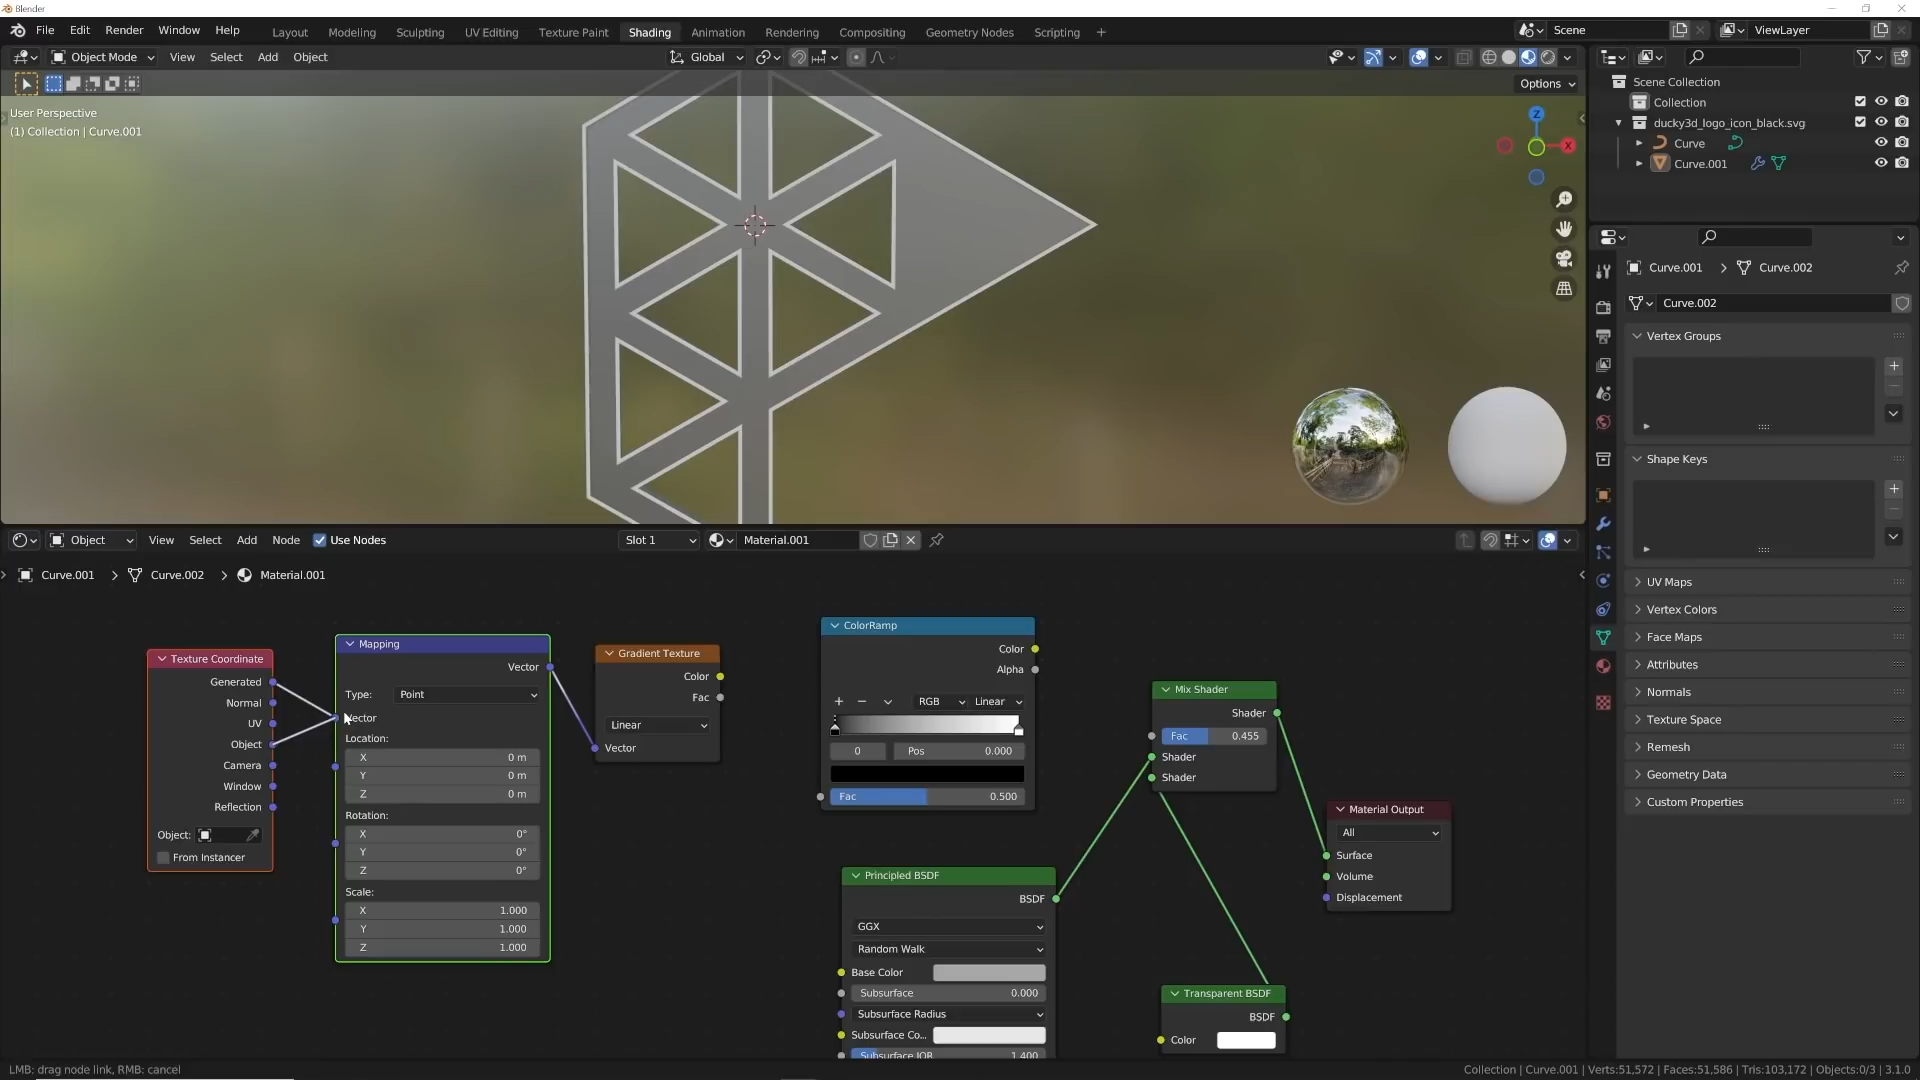 Blender
File Edit Render Window Help
Layout Modeling Sculpting UV Editing Texture Paint Shading Animation Rendering Compositing Geometry Nodes Scripting +
Scene
ViewLayer
Object Mode View Select Add Object
Global
Options
User Perspective
(1) Collection | Curve.001
Z
X
Scene Collection
Collection
ducky3d_logo_icon_black.svg
Curve
Curve.001
Curve.001 > Curve.002
Curve.002
Vertex Groups
Shape Keys
UV Maps
Vertex Colors
Face Maps
Attributes
Normals
Texture Space
Remesh
Geometry Data
Custom Properties
Object View Select Add Node Use Nodes
Slot 1
Material.001
Curve.001 > Curve.002 > Material.001
Texture Coordinate
Generated
Normal
UV
Object
Camera
Window
Reflection
Object:
From Instancer
Mapping
Vector
Type: Point
Vector
Location:
X 0 m
Y 0 m
Z 0 m
Rotation:
X 0°
Y 0°
Z 0°
Scale:
X 1.000
Y 1.000
Z 1.000
Gradient Texture
Color
Fac
Linear
Vector
ColorRamp
Color
Alpha
RGB Linear
0 Pos 0.000
Fac 0.500
Principled BSDF
BSDF
GGX
Random Walk
Base Color
Subsurface 0.000
Subsurface Radius
Subsurface Co...
Subsurface IOR 1.400
Mix Shader
Shader
Fac 0.455
Shader
Shader
Transparent BSDF
BSDF
Color
Material Output
All
Surface
Volume
Displacement
LMB: drag node link, RMB: cancel
Collection | Curve.001 | Verts:51,572 | Faces:51,586 | Tris:103,172 | Objects:0/3 | 3.1.0